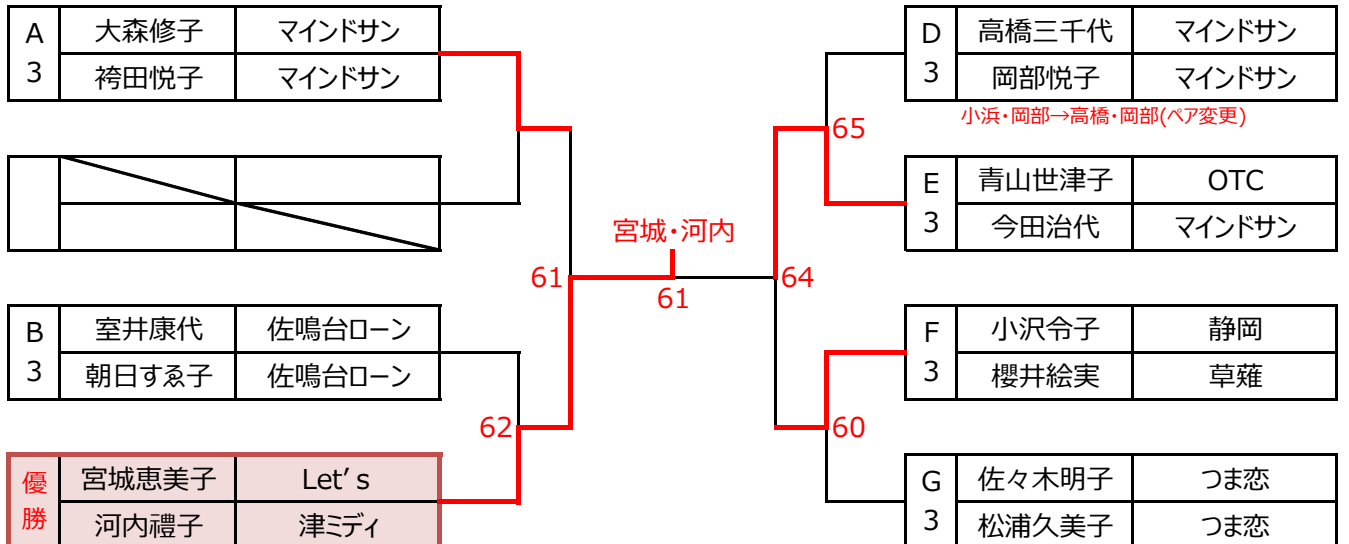 A 大森修子 マインドサン
3 袴田悦子 マインドサン
B 室井康代 佐鳴台ローン
3 朝日すゑ子 佐鳴台ローン
62
優 宮城恵美子 Let’s
勝 河内禮子 津ミディ
61
宮城・河内
61
D 高橋三千代 マインドサン
3 岡部悦子 マインドサン
小浜・岡部→高橋・岡部(ペア変更)
65
E 青山世津子 OTC
3 今田治代 マインドサン
64
F 小沢令子 静岡
3 櫻井絵実 草薙
60
G 佐々木明子 つま恋
3 松浦久美子 つま恋